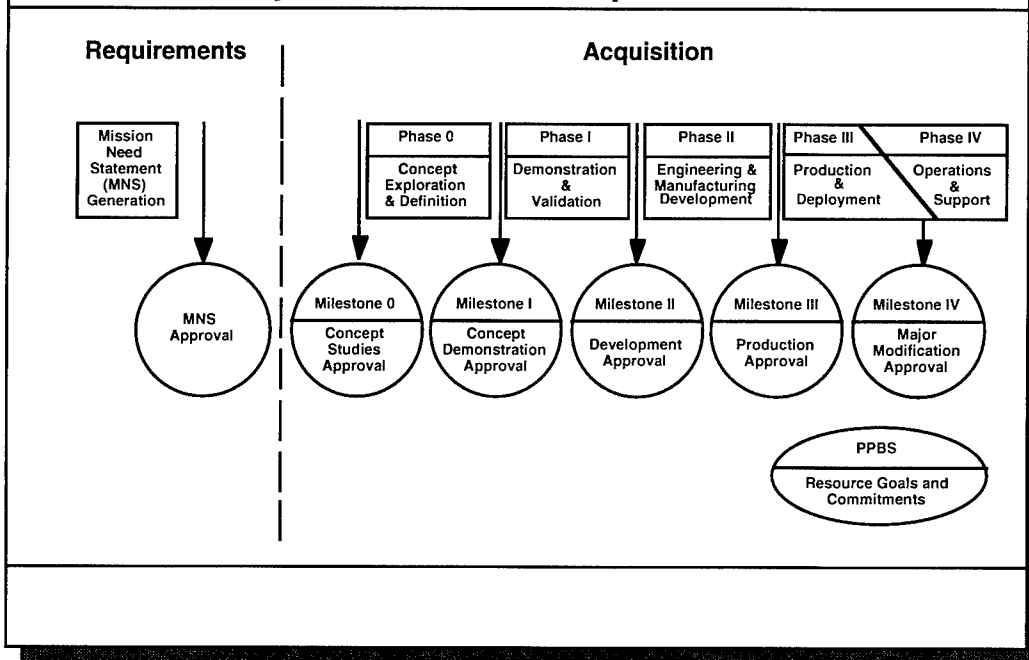 Requirements
Acquisition
Mission
Need
Statement
(MNS)
Generation
Phase 0
Concept
Exploration
& Definition
Phase I
Demonstration
&
Validation
Phase II
Engineering &
Manufacturing
Development
Phase III
Production
&
Deployment
Phase IV
Operations
&
Support
MNS
Approval
Milestone 0
Concept
Studies
Approval
Milestone I
Concept
Demonstration
Approval
Milestone II
Development
Approval
Milestone III
Production
Approval
Milestone IV
Major
Modification
Approval
PPBS
Resource Goals and
Commitments